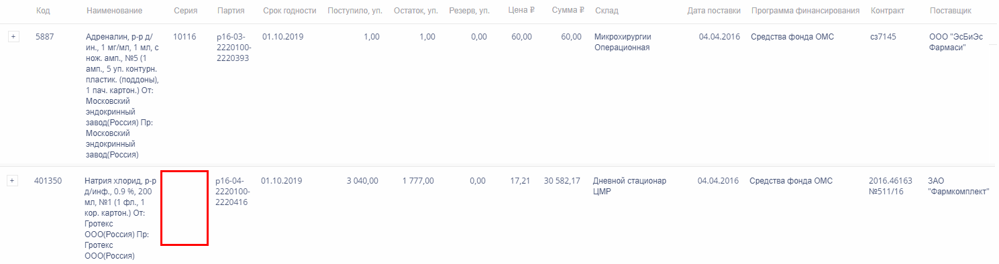 Код Наименование Серия Партия Срок годности Поступило, уп. Остаток, уп. Резерв, уп. Цена ₽ Сумма ₽ Склад Дата поставки Программа финансирования Контракт Поставщик
+ 5887 Адреналин, р-р д/ 10116 р16-03- 01.10.2019 1,00 1,00 0,00 60,00 60,00 Микрохирургии 04.04.2016 Средства фонда ОМС сз7145 ООО "ЭсБиЭс
ин., 1 мг/мл, 1 мл, с 2220100- Операционная Фармаси"
нож. амп., №5 (1 2220393
амп., 5 уп. контурн.
пластик. (поддоны),
1 пач. картон.) От:
Московский
эндокринный
завод(Россия) Пр:
Московский
эндокринный
завод(Россия)
+ 401350 Натрия хлорид, р-р р16-04- 01.10.2019 3 040,00 1 777,00 0,00 17,21 30 582,17 Дневной стационар 04.04.2016 Средства фонда ОМС 2016.46163 ЗАО
д/инф., 0.9 %, 200 2220100- ЦМР №511/16 "Фармкомплект"
мл, №1 (1 фл., 1 2220416
кор. картон.) От:
Гротекс
ООО(Россия) Пр:
Гротекс
ООО(Россия)